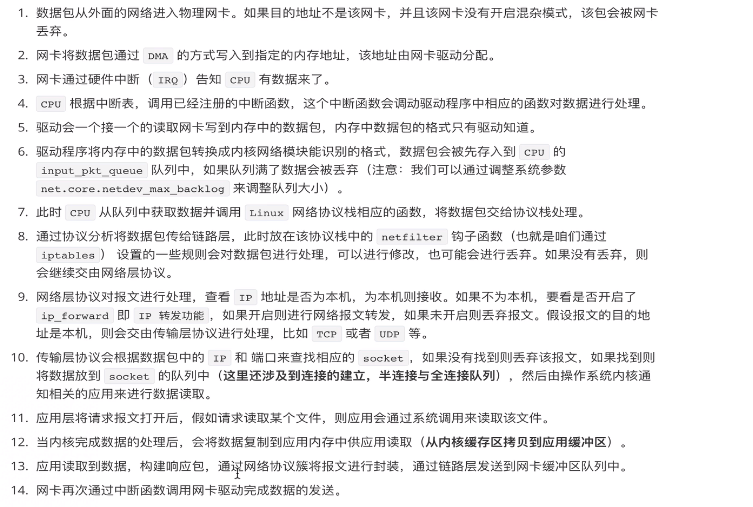 1. 数据包从外面的网络进入物理网卡。如果目的地址不是该网卡，并且该网卡没有开启混杂模式，该包会被网卡
丢弃。
2. 网卡将数据包通过 DMA 的方式写入到指定的内存地址，该地址由网卡驱动分配。
3. 网卡通过硬件中断（ IRQ ）告知 CPU 有数据来了。
4. CPU 根据中断表，调用已经注册的中断函数，这个中断函数会调动驱动程序中相应的函数对数据进行处理。
5. 驱动会一个接一个的读取网卡写到内存中的数据包，内存中数据包的格式只有驱动知道。
6. 驱动程序将内存中的数据包转换成内核网络模块能识别的格式，数据包会被先存入到 CPU 的
input_pkt_queue 队列中，如果队列满了数据会被丢弃（注意：我们可以通过调整系统参数
net.core.netdev_max_backlog 来调整队列大小）。
7. 此时 CPU 从队列中获取数据并调用 Linux 网络协议栈相应的函数，将数据包交给协议栈处理。
8. 通过协议分析将数据包传给链路层，此时放在该协议栈中的 netfilter 钩子函数（也就是咱们通过
iptables ） 设置的一些规则会对数据包进行处理，可以进行修改，也可能会进行丢弃。如果没有丢弃，则
会继续交由网络层协议。
9. 网络层协议对报文进行处理，查看 IP 地址是否为本机，为本机则接收。如果不为本机，要看是否开启了
ip_forward 即 IP 转发功能 ，如果开启则进行网络报文转发，如果未开启则丢弃报文。假设报文的目的地
址是本机，则会交由传输层协议进行处理，比如 TCP 或者 UDP 等。
10. 传输层协议会根据数据包中的 IP 和 端口来查找相应的 socket ，如果没有找到则丢弃该报文，如果找到则
将数据放到 socket 的队列中（这里还涉及到连接的建立，半连接与全连接队列），然后由操作系统内核通
知相关的应用来进行数据读取。
11. 应用层将请求报文打开后，假如请求读取某个文件，则应用会通过系统调用来读取该文件。
12. 当内核完成数据的处理后，会将数据复制到应用内存中供应用读取（从内核缓存区拷贝到应用缓冲区）。
13. 应用读取到数据，构建响应包，通过网络协议簇将报文进行封装，通过链路层发送到网卡缓冲区队列中。
14. 网卡再次通过中断函数调用网卡驱动完成数据的发送。